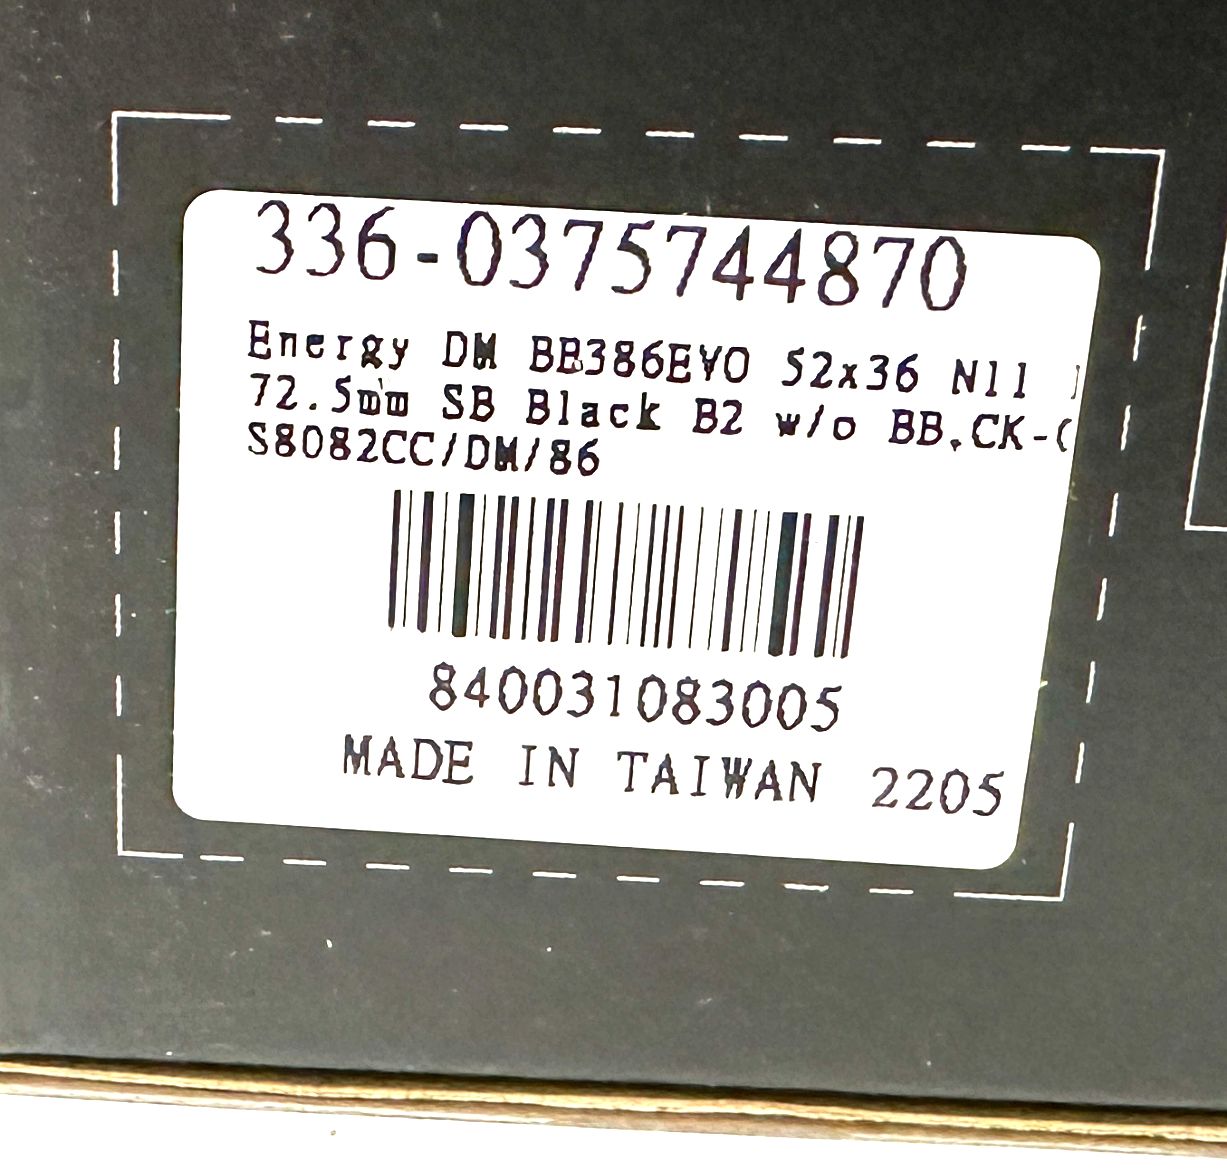 336-0375744870
Energy DM BB386EVO 52x36 N11
72.5mm SB Black B2 w/o BB.CK-C
S8082CC/DM/86
840031083005
MADE IN TAIWAN 2205